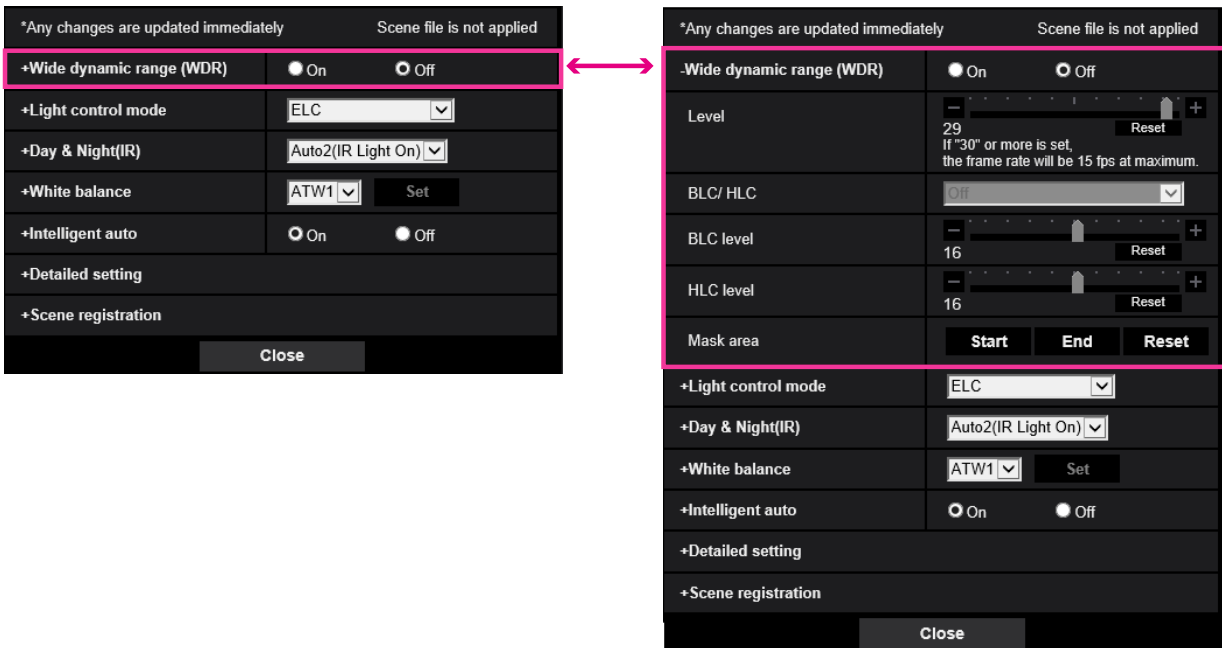 *Any changes are updated immediately Scene file is not applied
+Wide dynamic range (WDR) On Off
+Light control mode ELC
+Day & Night(IR) Auto2(IR Light On)
+White balance ATW1 Set
+Intelligent auto On Off
+Detailed setting
+Scene registration
Close
*Any changes are updated immediately Scene file is not applied
-Wide dynamic range (WDR) On Off
Level
29 Reset
If "30" or more is set,
the frame rate will be 15 fps at maximum.
BLC/ HLC Off
BLC level
16 Reset
HLC level
16 Reset
Mask area Start End Reset
+Light control mode ELC
+Day & Night(IR) Auto2(IR Light On)
+White balance ATW1 Set
+Intelligent auto On Off
+Detailed setting
+Scene registration
Close